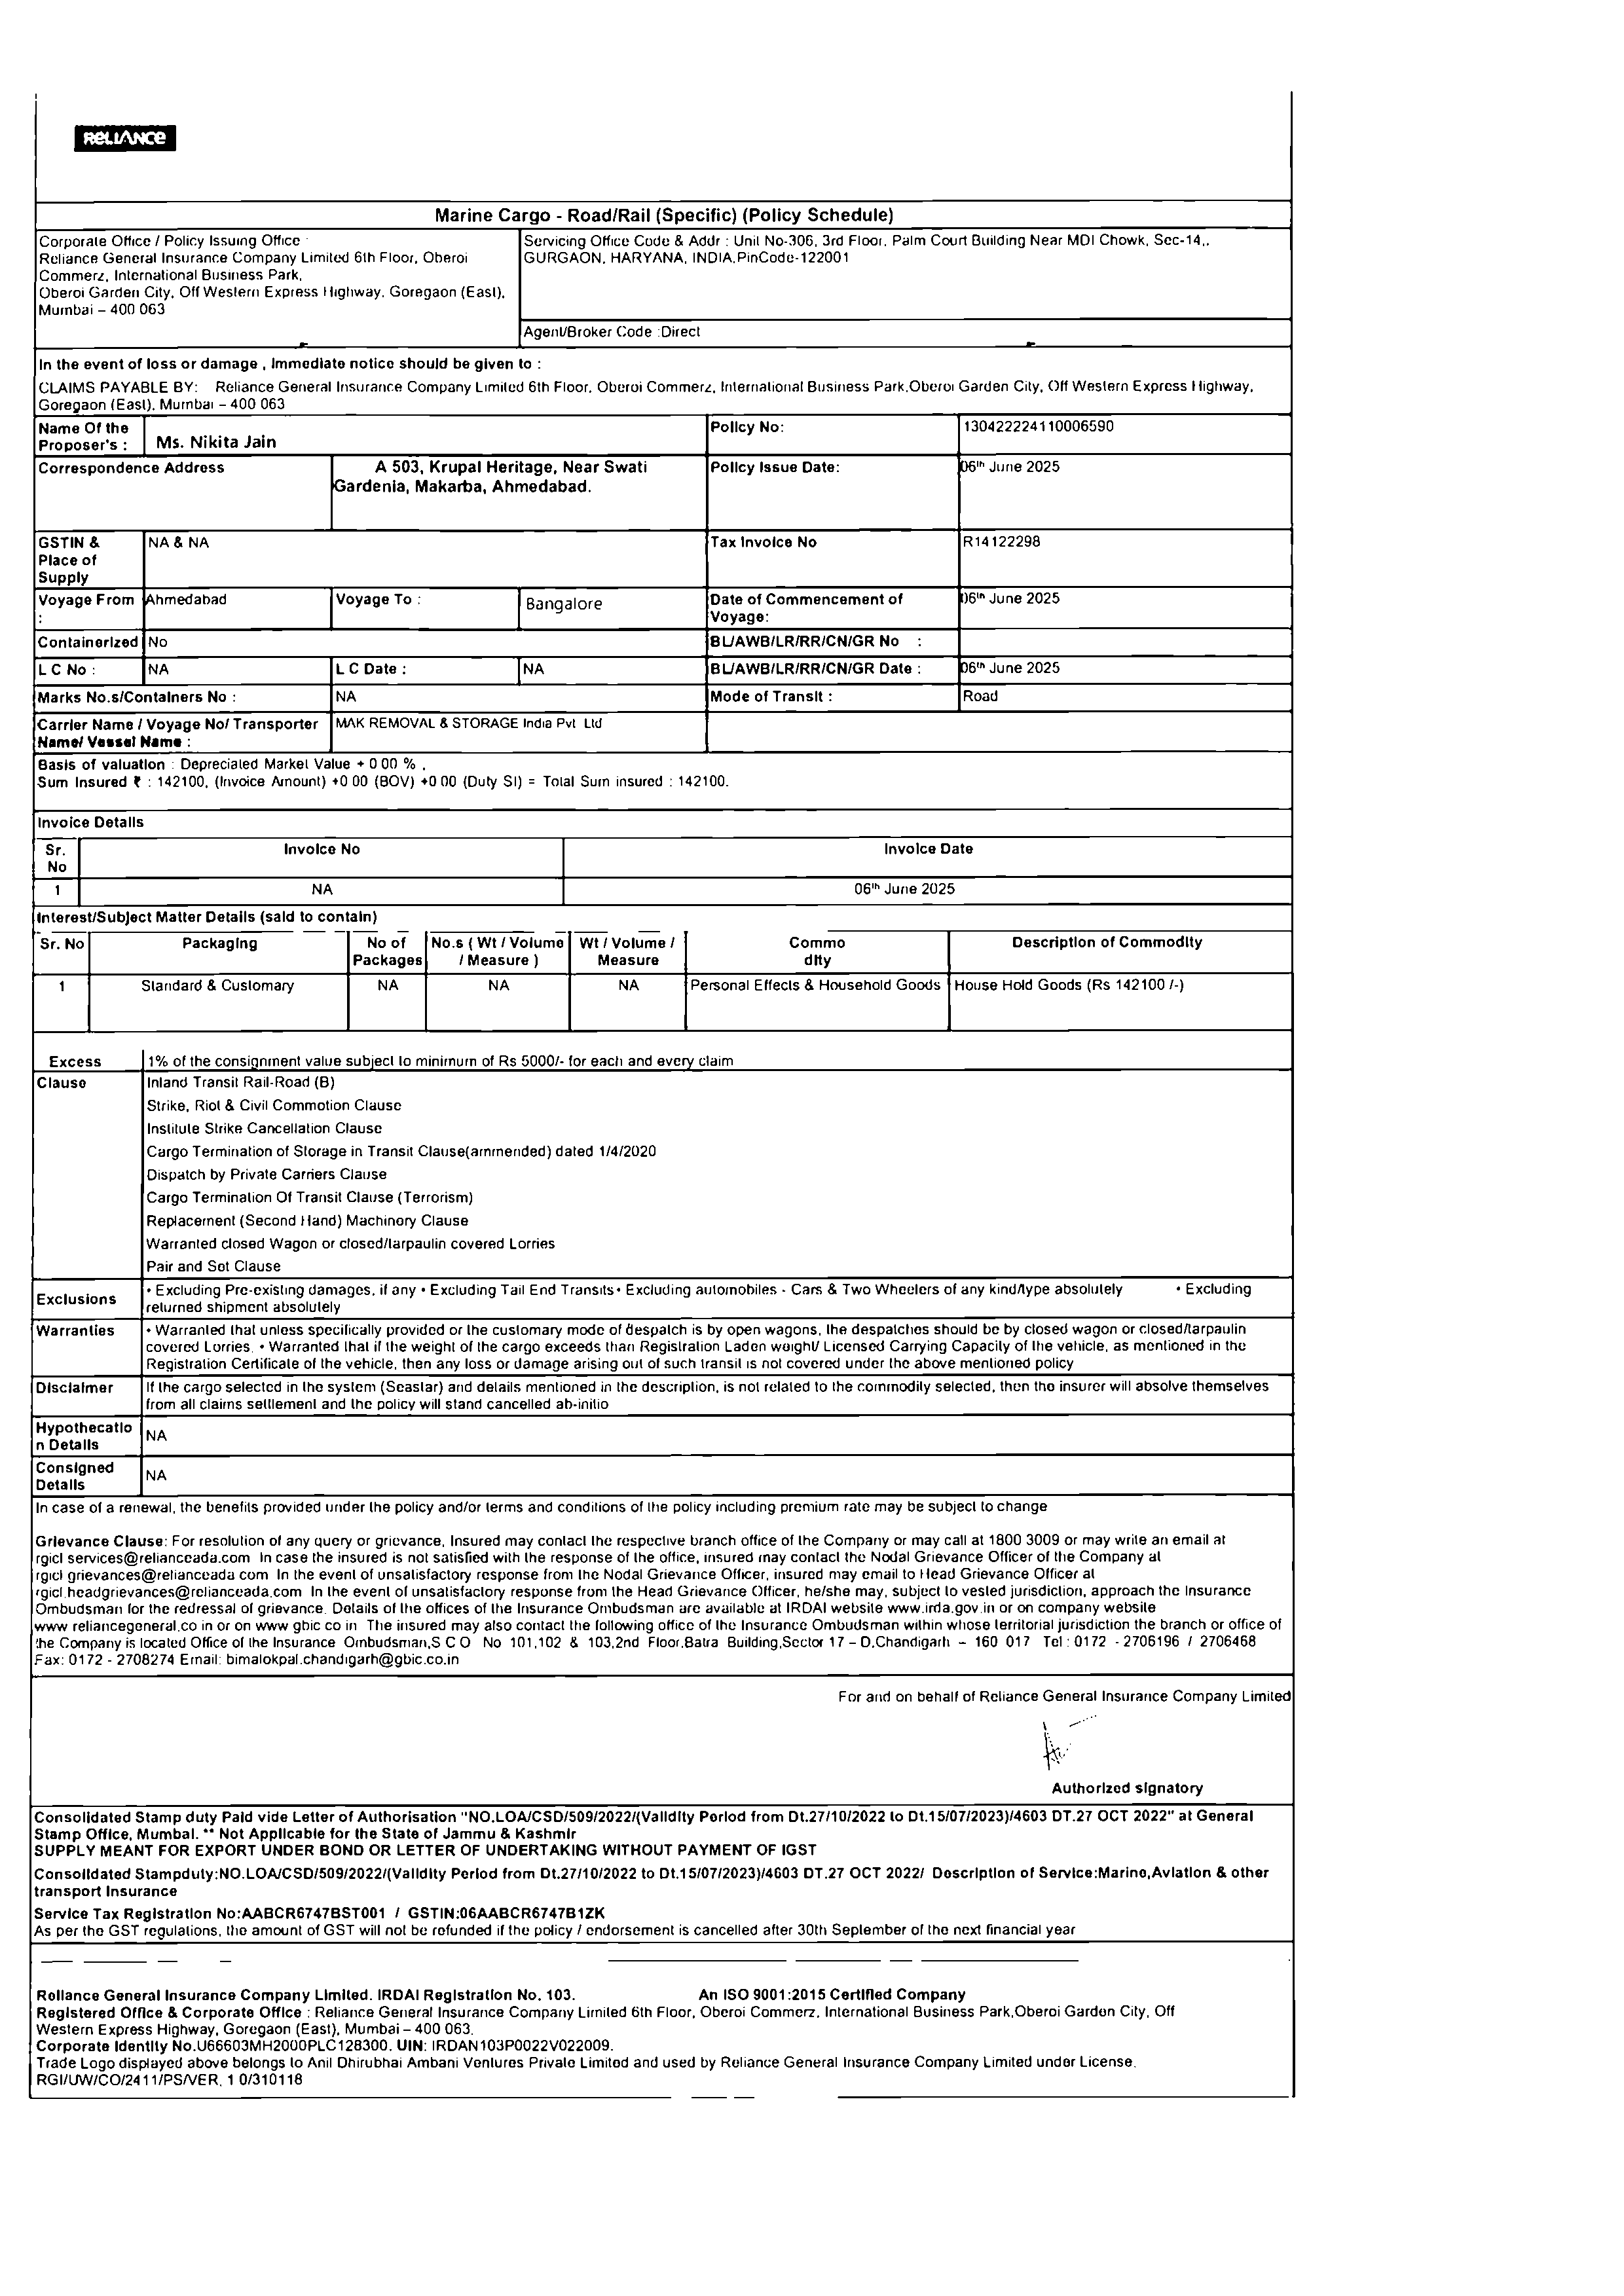 RELIANCE
Marine Cargo - Road/Rail (Specific) (Policy Schedule)
Corporate Office / Policy Issuing Office :
Reliance General Insurance Company Limited 6th Floor, Oberoi
Commerz, International Business Park,
Oberoi Garden City, Off Western Express Highway, Goregaon (East),
Mumbai – 400 063
Servicing Office Code & Addr : Unit No-306, 3rd Floor, Palm Court Building Near MDI Chowk, Sec-14,,
GURGAON, HARYANA, INDIA,PinCode-122001
Agent/Broker Code :Direct
In the event of loss or damage , Immediate notice should be given to :
CLAIMS PAYABLE BY: Reliance General Insurance Company Limited 6th Floor, Oberoi Commerz, International Business Park,Oberoi Garden City, Off Western Express Highway,
Goregaon (East), Mumbai – 400 063
Name Of the
Proposer's :
Ms. Nikita Jain
Policy No:
130422224110006590
Correspondence Address
A 503, Krupal Heritage, Near Swati
Gardenia, Makarba, Ahmedabad.
Policy Issue Date:
06th June 2025
GSTIN &
Place of
Supply
NA & NA
Tax Invoice No
R14122298
Voyage From
:
Ahmedabad
Voyage To :
Bangalore
Date of Commencement of
Voyage:
06th June 2025
Containerized
No
BL/AWB/LR/RR/CN/GR No :
L C No :
NA
L C Date :
NA
BL/AWB/LR/RR/CN/GR Date :
06th June 2025
Marks No.s/Containers No :
NA
Mode of Transit :
Road
Carrier Name / Voyage No/ Transporter
Name/ Vessel Name :
MAK REMOVAL & STORAGE India Pvt Ltd
Basis of valuation : Depreciated Market Value + 0 00 % ,
Sum Insured ₹ : 142100, (Invoice Amount) +0 00 (BOV) +0 00 (Duty SI) = Total Sum insured : 142100.
Invoice Details
Sr.
No
Invoice No
Invoice Date
1
NA
06th June 2025
Interest/Subject Matter Details (said to contain)
Sr. No
Packaging
No of
Packages
No.s ( Wt / Volume
/ Measure )
Wt / Volume /
Measure
Commo
dity
Description of Commodity
1
Standard & Customary
NA
NA
NA
Personal Effects & Household Goods
House Hold Goods (Rs 142100 /-)
Excess
1% of the consignment value subject to minimum of Rs 5000/- for each and every claim
Clause
Inland Transit Rail-Road (B)
Strike, Riot & Civil Commotion Clause
Institute Strike Cancellation Clause
Cargo Termination of Storage in Transit Clause(ammended) dated 1/4/2020
Dispatch by Private Carriers Clause
Cargo Termination Of Transit Clause (Terrorism)
Replacement (Second Hand) Machinory Clause
Warranted closed Wagon or closed/tarpaulin covered Lorries
Pair and Set Clause
Exclusions
• Excluding Pre-existing damages, if any • Excluding Tail End Transits• Excluding automobiles - Cars & Two Wheelers of any kind/type absolutely • Excluding
returned shipment absolutely
Warranties
• Warranted that unless specifically provided or the customary mode of despatch is by open wagons, the despatches should be by closed wagon or closed/tarpaulin
covered Lorries. • Warranted that if the weight of the cargo exceeds than Registration Laden weight/ Licensed Carrying Capacity of the vehicle, as mentioned in the
Registration Certificate of the vehicle, then any loss or damage arising out of such transit is not covered under the above mentioned policy
Disclaimer
If the cargo selected in the system (Seastar) and details mentioned in the description, is not related to the commodity selected, then the insurer will absolve themselves
from all claims settlement and the policy will stand cancelled ab-initio
Hypothecatio
n Details
NA
Consigned
Details
NA
In case of a renewal, the benefits provided under the policy and/or terms and conditions of the policy including premium rate may be subject to change
Grievance Clause: For resolution of any query or grievance, Insured may contact the respective branch office of the Company or may call at 1800 3009 or may write an email at
rgicl services@relianceada.com In case the insured is not satisfied with the response of the office, insured may contact the Nodal Grievance Officer of the Company at
rgicl grievances@relianceada com In the event of unsatisfactory response from the Nodal Grievance Officer, insured may email to Head Grievance Officer at
rgicl.headgrievances@relianceada.com In the event of unsatisfactory response from the Head Grievance Officer, he/she may, subject to vested jurisdiction, approach the Insurance
Ombudsman for the redressal of grievance. Details of the offices of the Insurance Ombudsman are available at IRDAI website www.irda.gov.in or on company website
www reliancegeneral.co in or on www gbic co in The insured may also contact the following office of the Insurance Ombudsman within whose territorial jurisdiction the branch or office of
the Company is located Office of the Insurance Ombudsman,S C O No 101,102 & 103,2nd Floor,Batra Building,Sector 17 – D,Chandigarh – 160 017 Tel : 0172 - 2706196 / 2706468
Fax: 0172 - 2708274 Email: bimalokpal.chandigarh@gbic.co.in
For and on behalf of Reliance General Insurance Company Limited
Authorized signatory
Consolidated Stamp duty Paid vide Letter of Authorisation "NO.LOA/CSD/509/2022/(Validity Period from Dt.27/10/2022 to Dt.15/07/2023)/4603 DT.27 OCT 2022" at General
Stamp Office, Mumbai. ** Not Applicable for the State of Jammu & Kashmir
SUPPLY MEANT FOR EXPORT UNDER BOND OR LETTER OF UNDERTAKING WITHOUT PAYMENT OF IGST
Consolidated Stampduty:NO.LOA/CSD/509/2022/(Validity Period from Dt.27/10/2022 to Dt.15/07/2023)/4603 DT.27 OCT 2022/ Description of Service:Marine,Aviation & other
transport Insurance
Service Tax Registration No:AABCR6747BST001 / GSTIN:06AABCR6747B1ZK
As per the GST regulations, the amount of GST will not be refunded if the policy / endorsement is cancelled after 30th September of the next financial year
Reliance General Insurance Company Limited. IRDAI Registration No. 103. An ISO 9001:2015 Certified Company
Registered Office & Corporate Office : Reliance General Insurance Company Limited 6th Floor, Oberoi Commerz, International Business Park,Oberoi Garden City, Off
Western Express Highway, Goregaon (East), Mumbai – 400 063.
Corporate Identity No.U66603MH2000PLC128300. UIN: IRDAN103P0022V022009.
Trade Logo displayed above belongs to Anil Dhirubhai Ambani Ventures Private Limited and used by Reliance General Insurance Company Limited under License.
RGI/UW/CO/2411/PS/VER. 1 0/310118